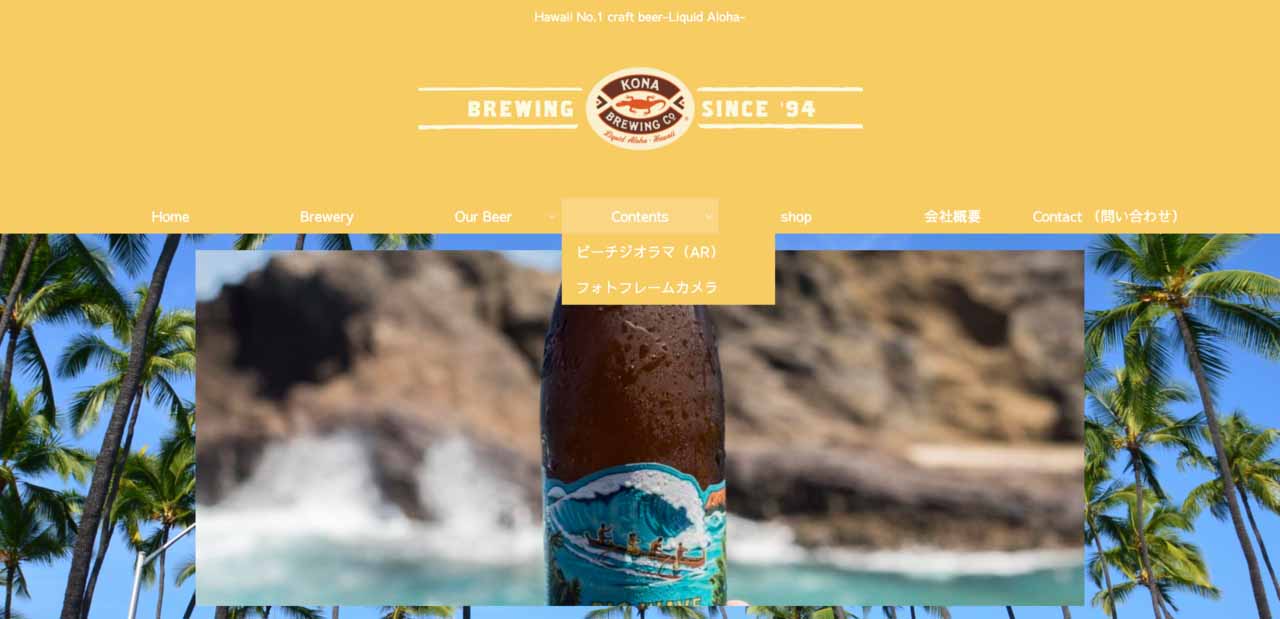 Hawaii No.1 craft beer-Liquid Aloha-
BREWING
KONA
BREWING CO
Liquid Aloha · Hawaii
SINCE '94
Home
Brewery
Our Beer
Contents
shop
会社概要
Contact （問い合わせ）
ビーチジオラマ（AR）
フォトフレームカメラ